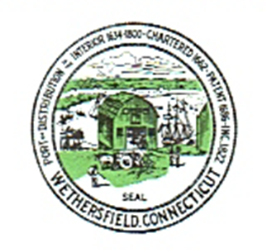 PORT - DISTRIBUTION - INTERIOR 1634-1800 - CHARTERED 1662 - PATENT 1686 - INC. 1822
SEAL
WETHERSFIELD, CONNECTICUT